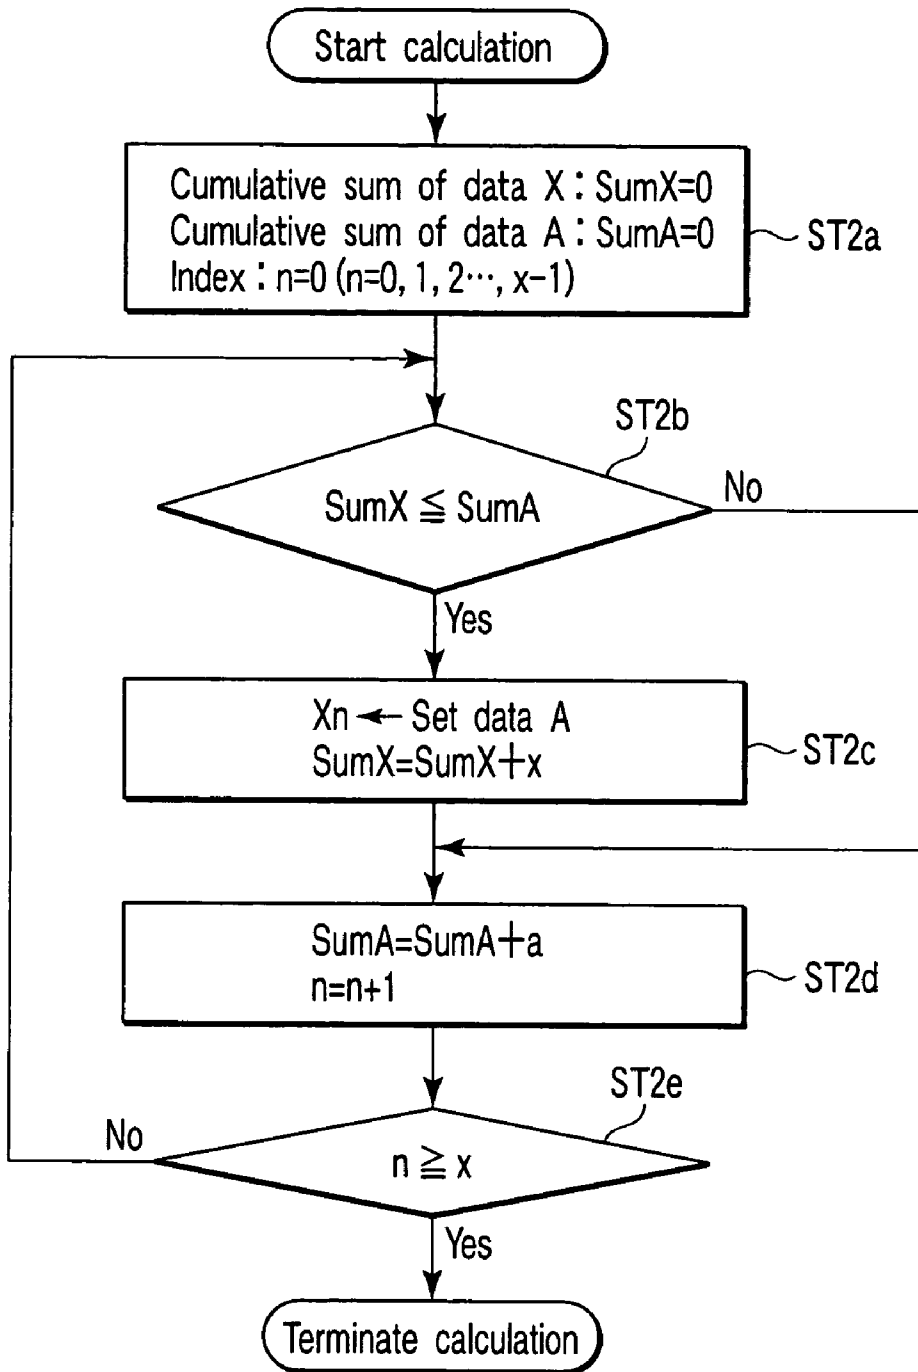 Start calculation
Cumulative sum of data X : SumX=0
Cumulative sum of data A : SumA=0
Index : n=0 (n=0, 1, 2···, x-1)
ST2a
ST2b
SumX ≦ SumA
No
Yes
Xn ← Set data A
SumX=SumX+x
ST2c
SumA=SumA+a
n=n+1
ST2d
ST2e
No
n ≧ x
Yes
Terminate calculation